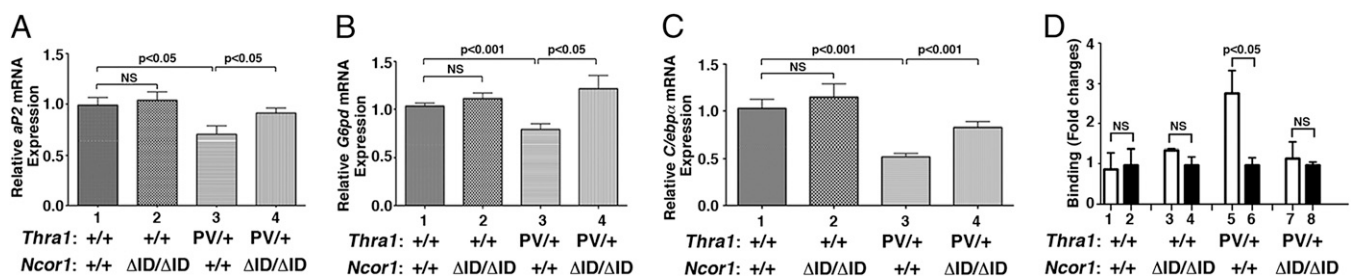 A
Relative aP2 mRNA
Expression
1.5
1.0
0.5
0.0
p<0.05
p<0.05
NS
1 2 3 4
Thra1: +/+ +/+ PV/+ PV/+
Ncor1: +/+ ΔID/ΔID +/+ ΔID/ΔID
B
Relative G6pd mRNA
Expression
1.5
1.0
0.5
0.0
p<0.001
p<0.05
NS
1 2 3 4
+/+ +/+ PV/+ PV/+
+/+ ΔID/ΔID +/+ ΔID/ΔID
C
Relative C/ebpα mRNA
Expression
1.5
1.0
0.5
0.0
p<0.001
p<0.001
NS
1 2 3 4
Thra1: +/+ +/+ PV/+ PV/+
Ncor1: +/+ ΔID/ΔID +/+ ΔID/ΔID
D
Binding (Fold changes)
4
3
2
1
0
p<0.05
NS
NS
NS
1 2 3 4 5 6 7 8
Thra1: +/+ +/+ PV/+ PV/+
Ncor1: +/+ ΔID/ΔID +/+ ΔID/ΔID